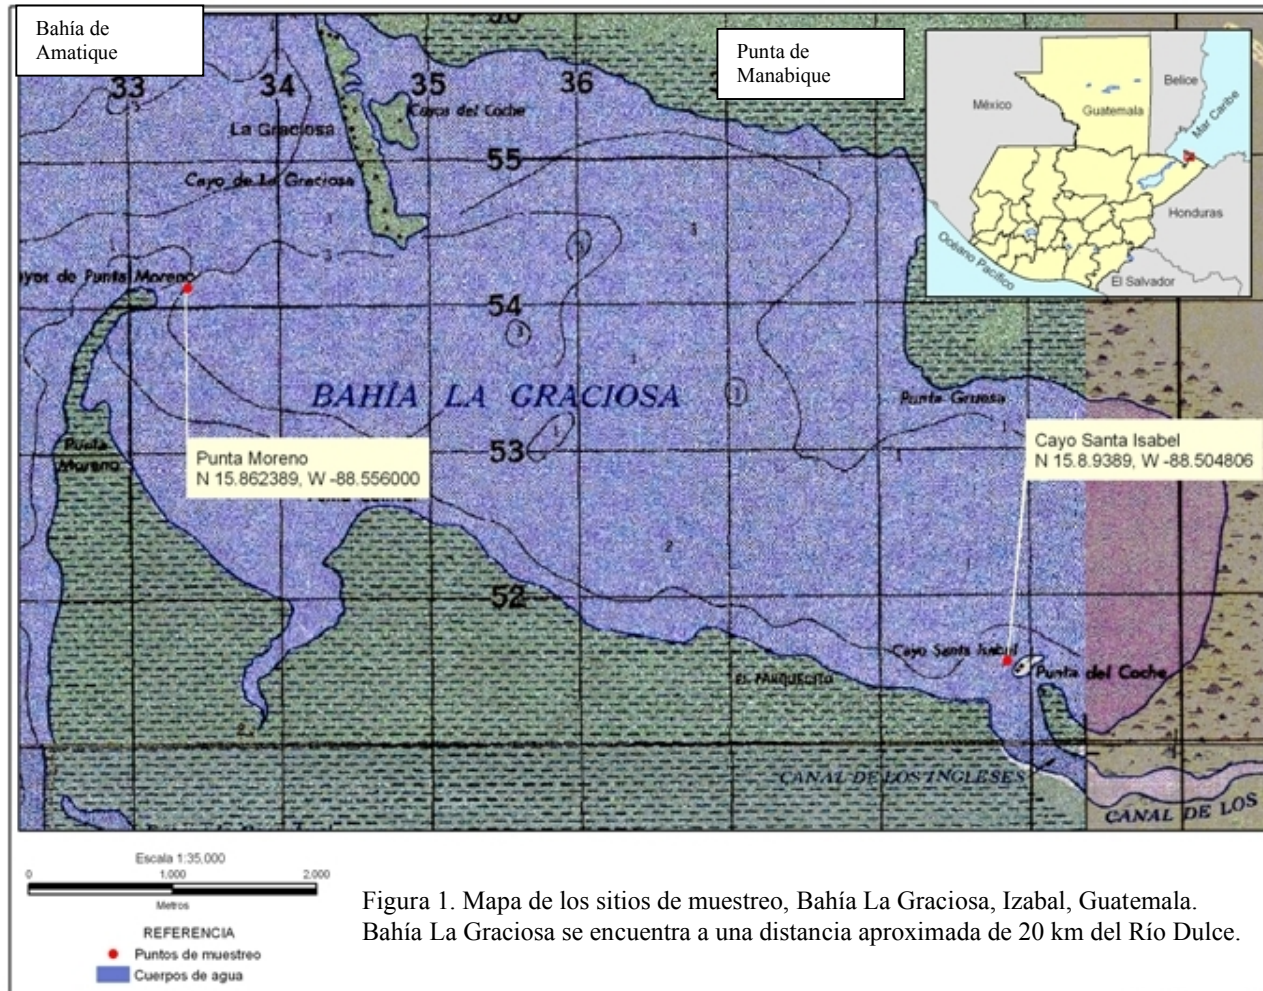 Bahía de
Amatique
Punta de
Manabique
33
34
35
36
55
54
53
52
La Graciosa
Cayos del Coche
Cayo de La Graciosa
yos de Punta Moreno
BAHÍA LA GRACIOSA
Punta Graciosa
Punta
Moreno
Punta Moreno
N 15.862389, W -88.556000
Cayo Santa Isabel
N 15.8.9389, W -88.504806
Cayo Santa Isabel
Punta del Coche
CANAL DE LOS INGLESES
CANAL DE LOS
México
Belice
Guatemala
Mar Caribe
Honduras
El Salvador
Océano Pacífico
Escala 1:35,000
0 1,000 2,000
Metros
REFERENCIA
Puntos de muestreo
Cuerpos de agua
Figura 1. Mapa de los sitios de muestreo, Bahía La Graciosa, Izabal, Guatemala.
Bahía La Graciosa se encuentra a una distancia aproximada de 20 km del Río Dulce.